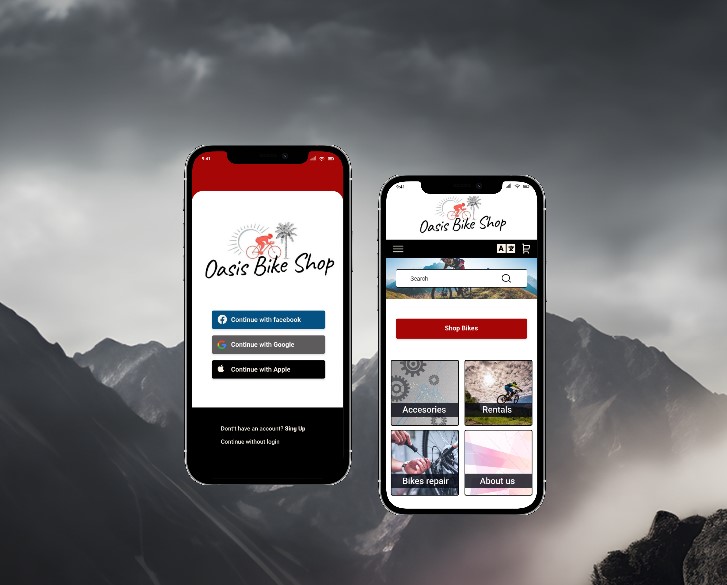 9:41
Oasis Bike Shop
Continue with facebook
Continue with Google
Continue with Apple
Don't have an account? Sing Up
Continue without login
9:41
Oasis Bike Shop
A
Search
Shop Bikes
Accesories
Rentals
Bikes repair
About us